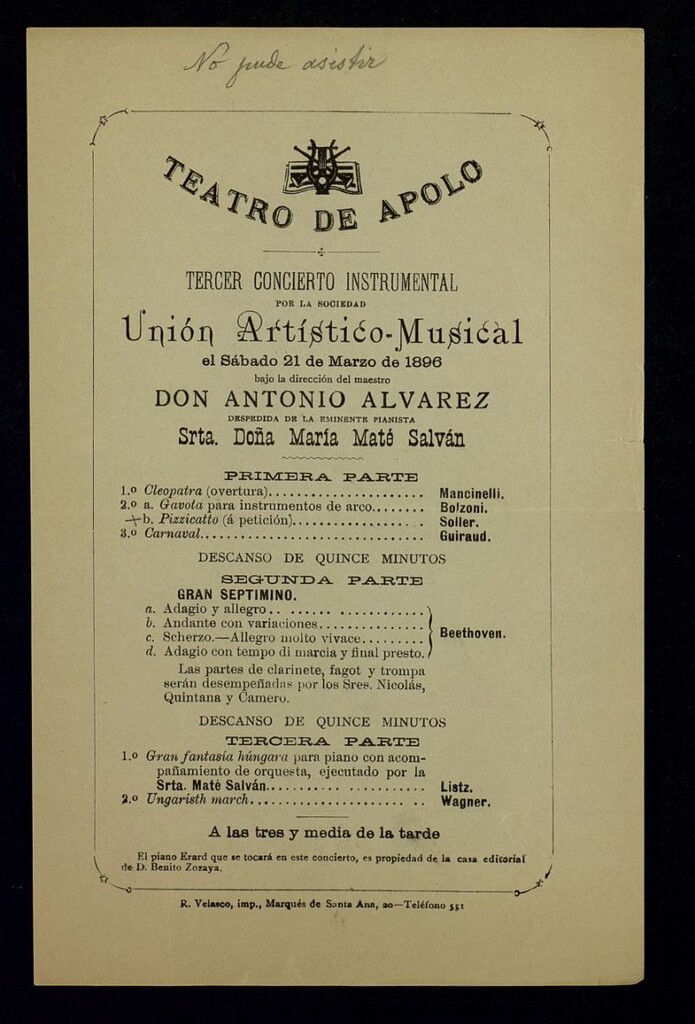 No pude asistir
TEATRO DE APOLO
TERCER CONCIERTO INSTRUMENTAL
POR LA SOCIEDAD
Unión Artístico-Musical
el Sábado 21 de Marzo de 1896
bajo la dirección del maestro
DON ANTONIO ALVAREZ
DESPEDIDA DE LA EMINENTE PIANISTA
Srta. Doña María Maté Salván
PRIMERA PARTE
1.º Cleopatra (overtura)........................ Mancinelli.
2.º a. Gavota para instrumentos de arco........ Bolzoni.
b. Pizzicatto (á petición).................... Soller.
3.º Carnaval.................................. Guiraud.
DESCANSO DE QUINCE MINUTOS
SEGUNDA PARTE
GRAN SEPTIMINO.
a. Adagio y allegro.. ...... ..............
b. Andante con variaciones................
c. Scherzo.—Allegro molto vivace.........
d. Adagio con tempo di marcia y final presto.
Beethoven.
Las partes de clarinete, fagot y trompa
serán desempeñadas por los Sres. Nicolás,
Quintana y Camero.
DESCANSO DE QUINCE MINUTOS
TERCERA PARTE
1.º Gran fantasía húngara para piano con acom-
pañamiento de orquesta, ejecutado por la
Srta. Maté Salván......... ............... Listz.
2.º Ungaristh march........................ .. Wagner.
A las tres y media de la tarde
El piano Erard que se tocará en este concierto, es propiedad de la casa editorial
de D. Benito Zozaya.
R. Velasco, imp., Marqués de Santa Ana, 20—Teléfono 551